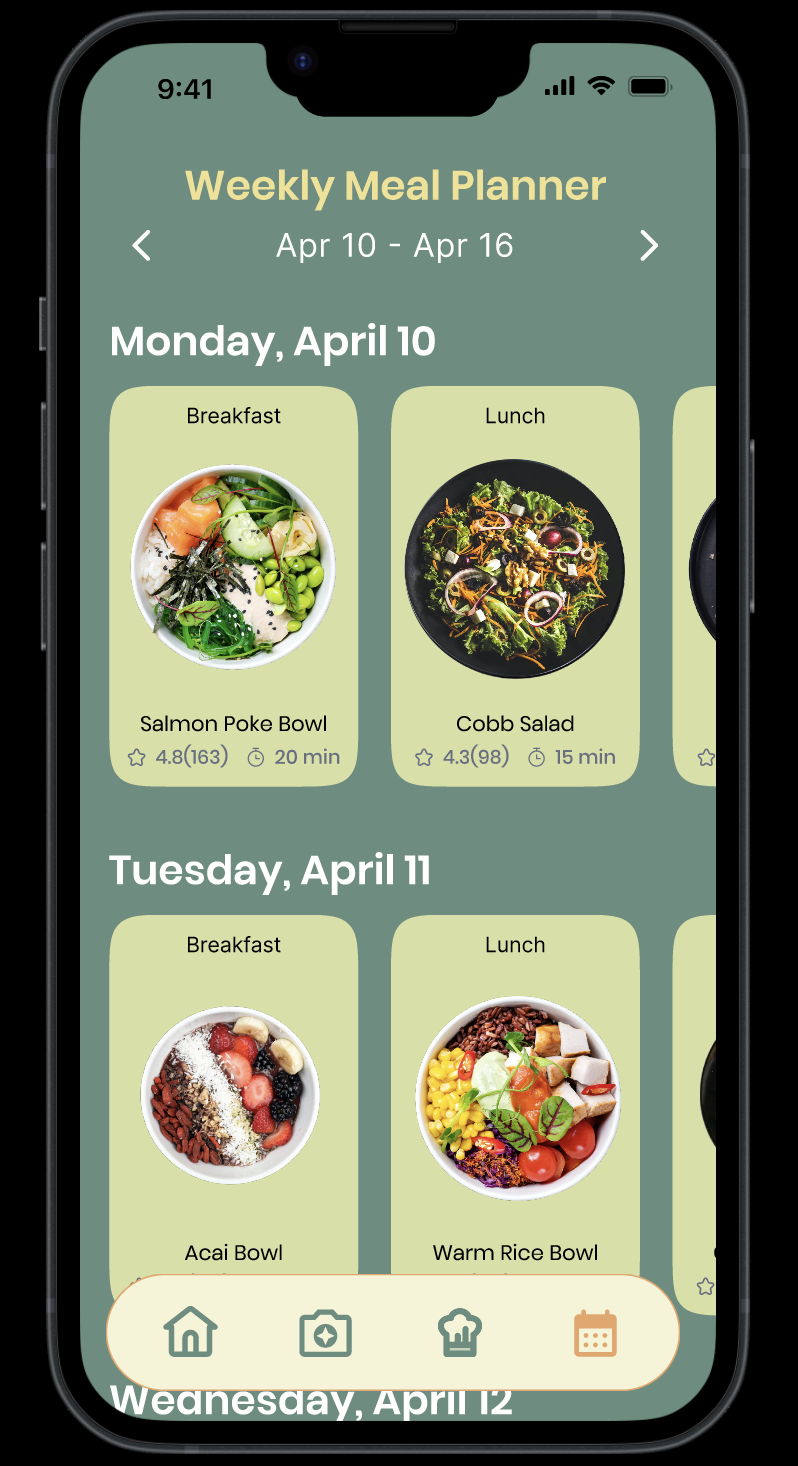 9:41
Weekly Meal Planner
Apr 10 - Apr 16
Monday, April 10
Breakfast
Lunch
Salmon Poke Bowl
Cobb Salad
4.8(163) 20 min
4.3(98) 15 min
Tuesday, April 11
Breakfast
Lunch
Acai Bowl
Warm Rice Bowl
Wednesday, April 12